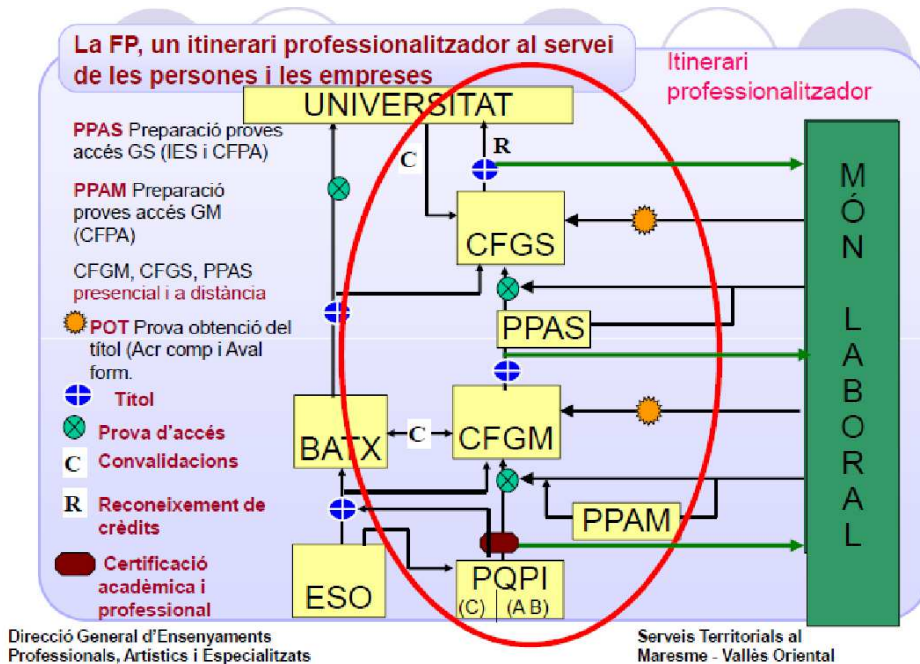 La FP, un itinerari professionalitzador al servei
de les persones i les empreses
Itinerari
professionalitzador
UNIVERSITAT
PPAS Preparació proves
accés GS (IES i CFPA)
PPAM Preparació
proves accés GM
(CFPA)
CFGM, CFGS, PPAS
presencial i a distància
POT Prova obtenció del
títol (Acr comp i Aval
form.
Títol
Prova d'accés
C Convalidacions
R Reconeixement de
crèdits
Certificació
acadèmica i
professional
C
R
CFGS
PPAS
BATX
C
CFGM
PPAM
ESO
PQPI
(C) (A B)
MÓN LABORAL
Direcció General d'Ensenyaments
Professionals, Artístics i Especialitzats
Serveis Territorials al
Maresme - Vallès Oriental